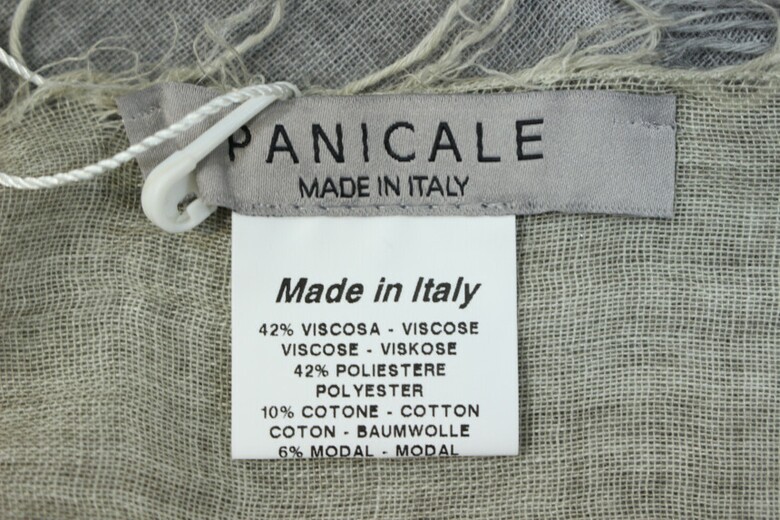 PANICALE
MADE IN ITALY
Made in Italy
42% VISCOSA - VISCOSE
VISCOSE - VISKOSE
42% POLIESTERE
POLYESTER
10% COTONE - COTTON
COTON - BAUMWOLLE
6% MODAL - MODAL